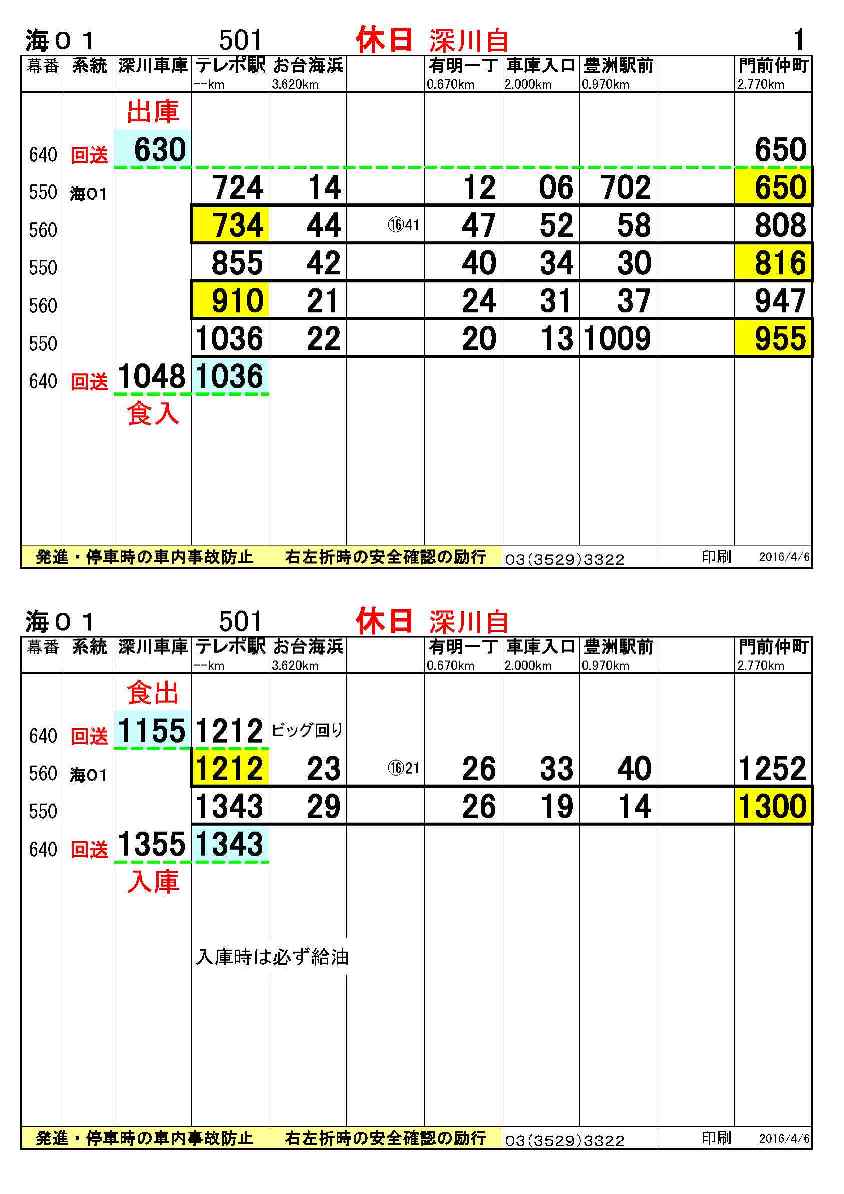 海０１ 501 休日 深川自 1
幕番 系統 深川車庫 テレポ駅 お台海浜 有明一丁 車庫入口 豊洲駅前 門前仲町
--km 3.620km 0.670km 2.000km 0.970km 2.770km
出庫
640 回送 630 650
550 海01 724 14 12 06 702 650
560 734 44 ⑯41 47 52 58 808
550 855 42 40 34 30 816
560 910 21 24 31 37 947
550 1036 22 20 13 1009 955
640 回送 1048 1036
食入
発進・停車時の車内事故防止 右左折時の安全確認の励行 03(3529)3322 印刷 2016/4/6
海０１ 501 休日 深川自
幕番 系統 深川車庫 テレポ駅 お台海浜 有明一丁 車庫入口 豊洲駅前 門前仲町
--km 3.620km 0.670km 2.000km 0.970km 2.770km
食出
640 回送 1155 1212 ビッグ回り
560 海01 1212 23 ⑯21 26 33 40 1252
550 1343 29 26 19 14 1300
640 回送 1355 1343
入庫
入庫時は必ず給油
発進・停車時の車内事故防止 右左折時の安全確認の励行 03(3529)3322 印刷 2016/4/6